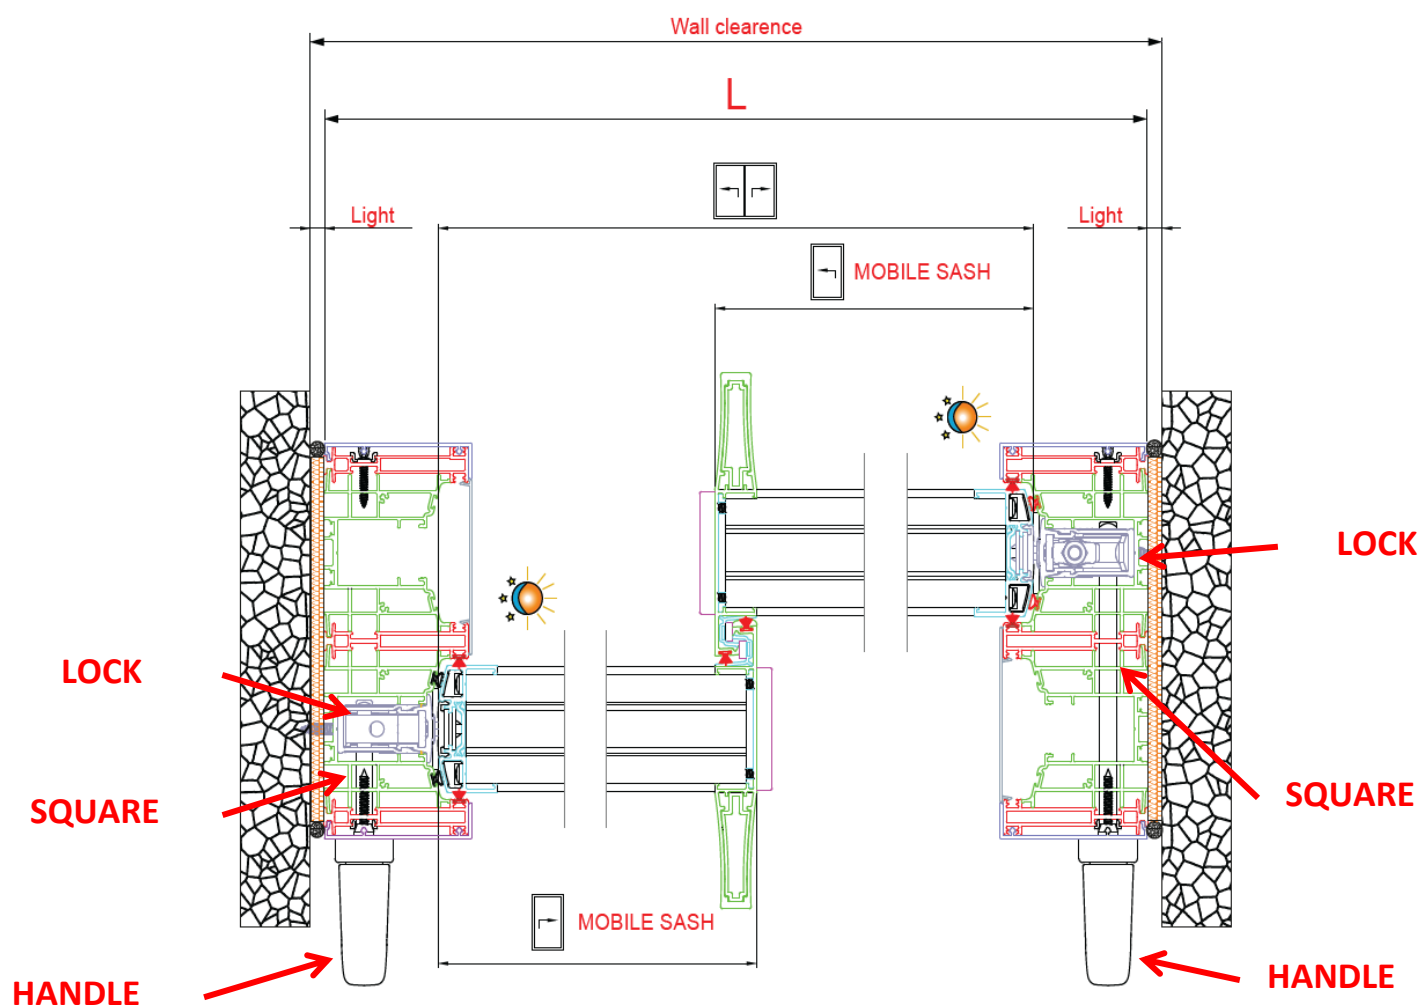 Wall clearence
L
Light
Light
MOBILE SASH
LOCK
LOCK
SQUARE
SQUARE
MOBILE SASH
HANDLE
HANDLE